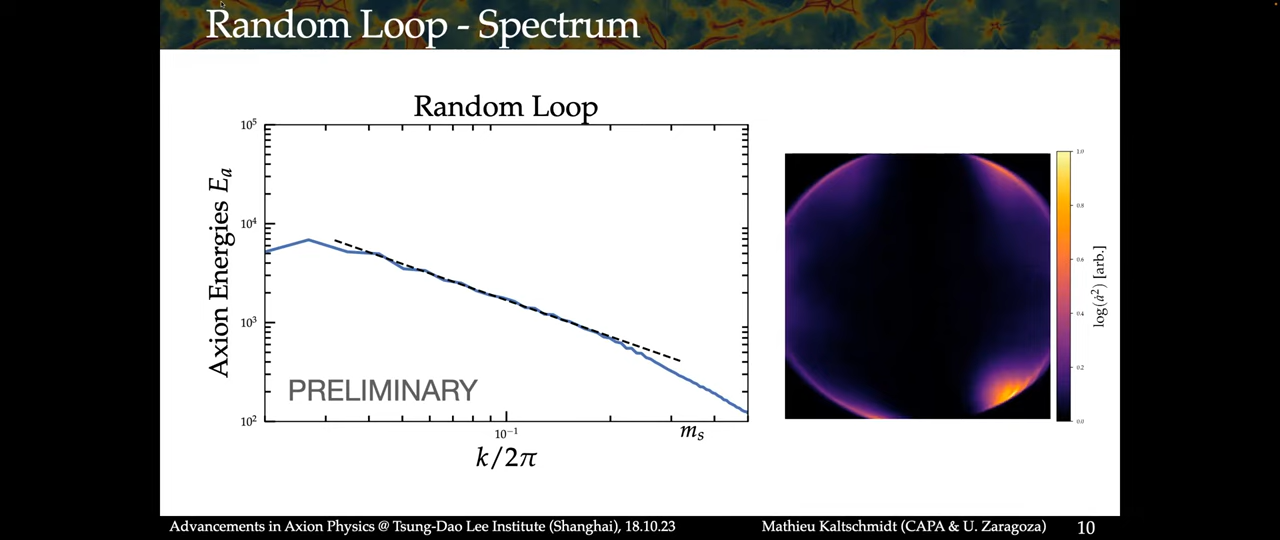 Random Loop - Spectrum
Random Loop
10⁵
10⁴
10³
10²
Axion Energies Eₐ
PRELIMINARY
10⁻¹
mₛ
k/2π
1.0
0.8
0.6
0.4
0.2
0.0
log(ȧ²) [arb.]
Advancements in Axion Physics @ Tsung-Dao Lee Institute (Shanghai), 18.10.23
Mathieu Kaltschmidt (CAPA & U. Zaragoza)
10